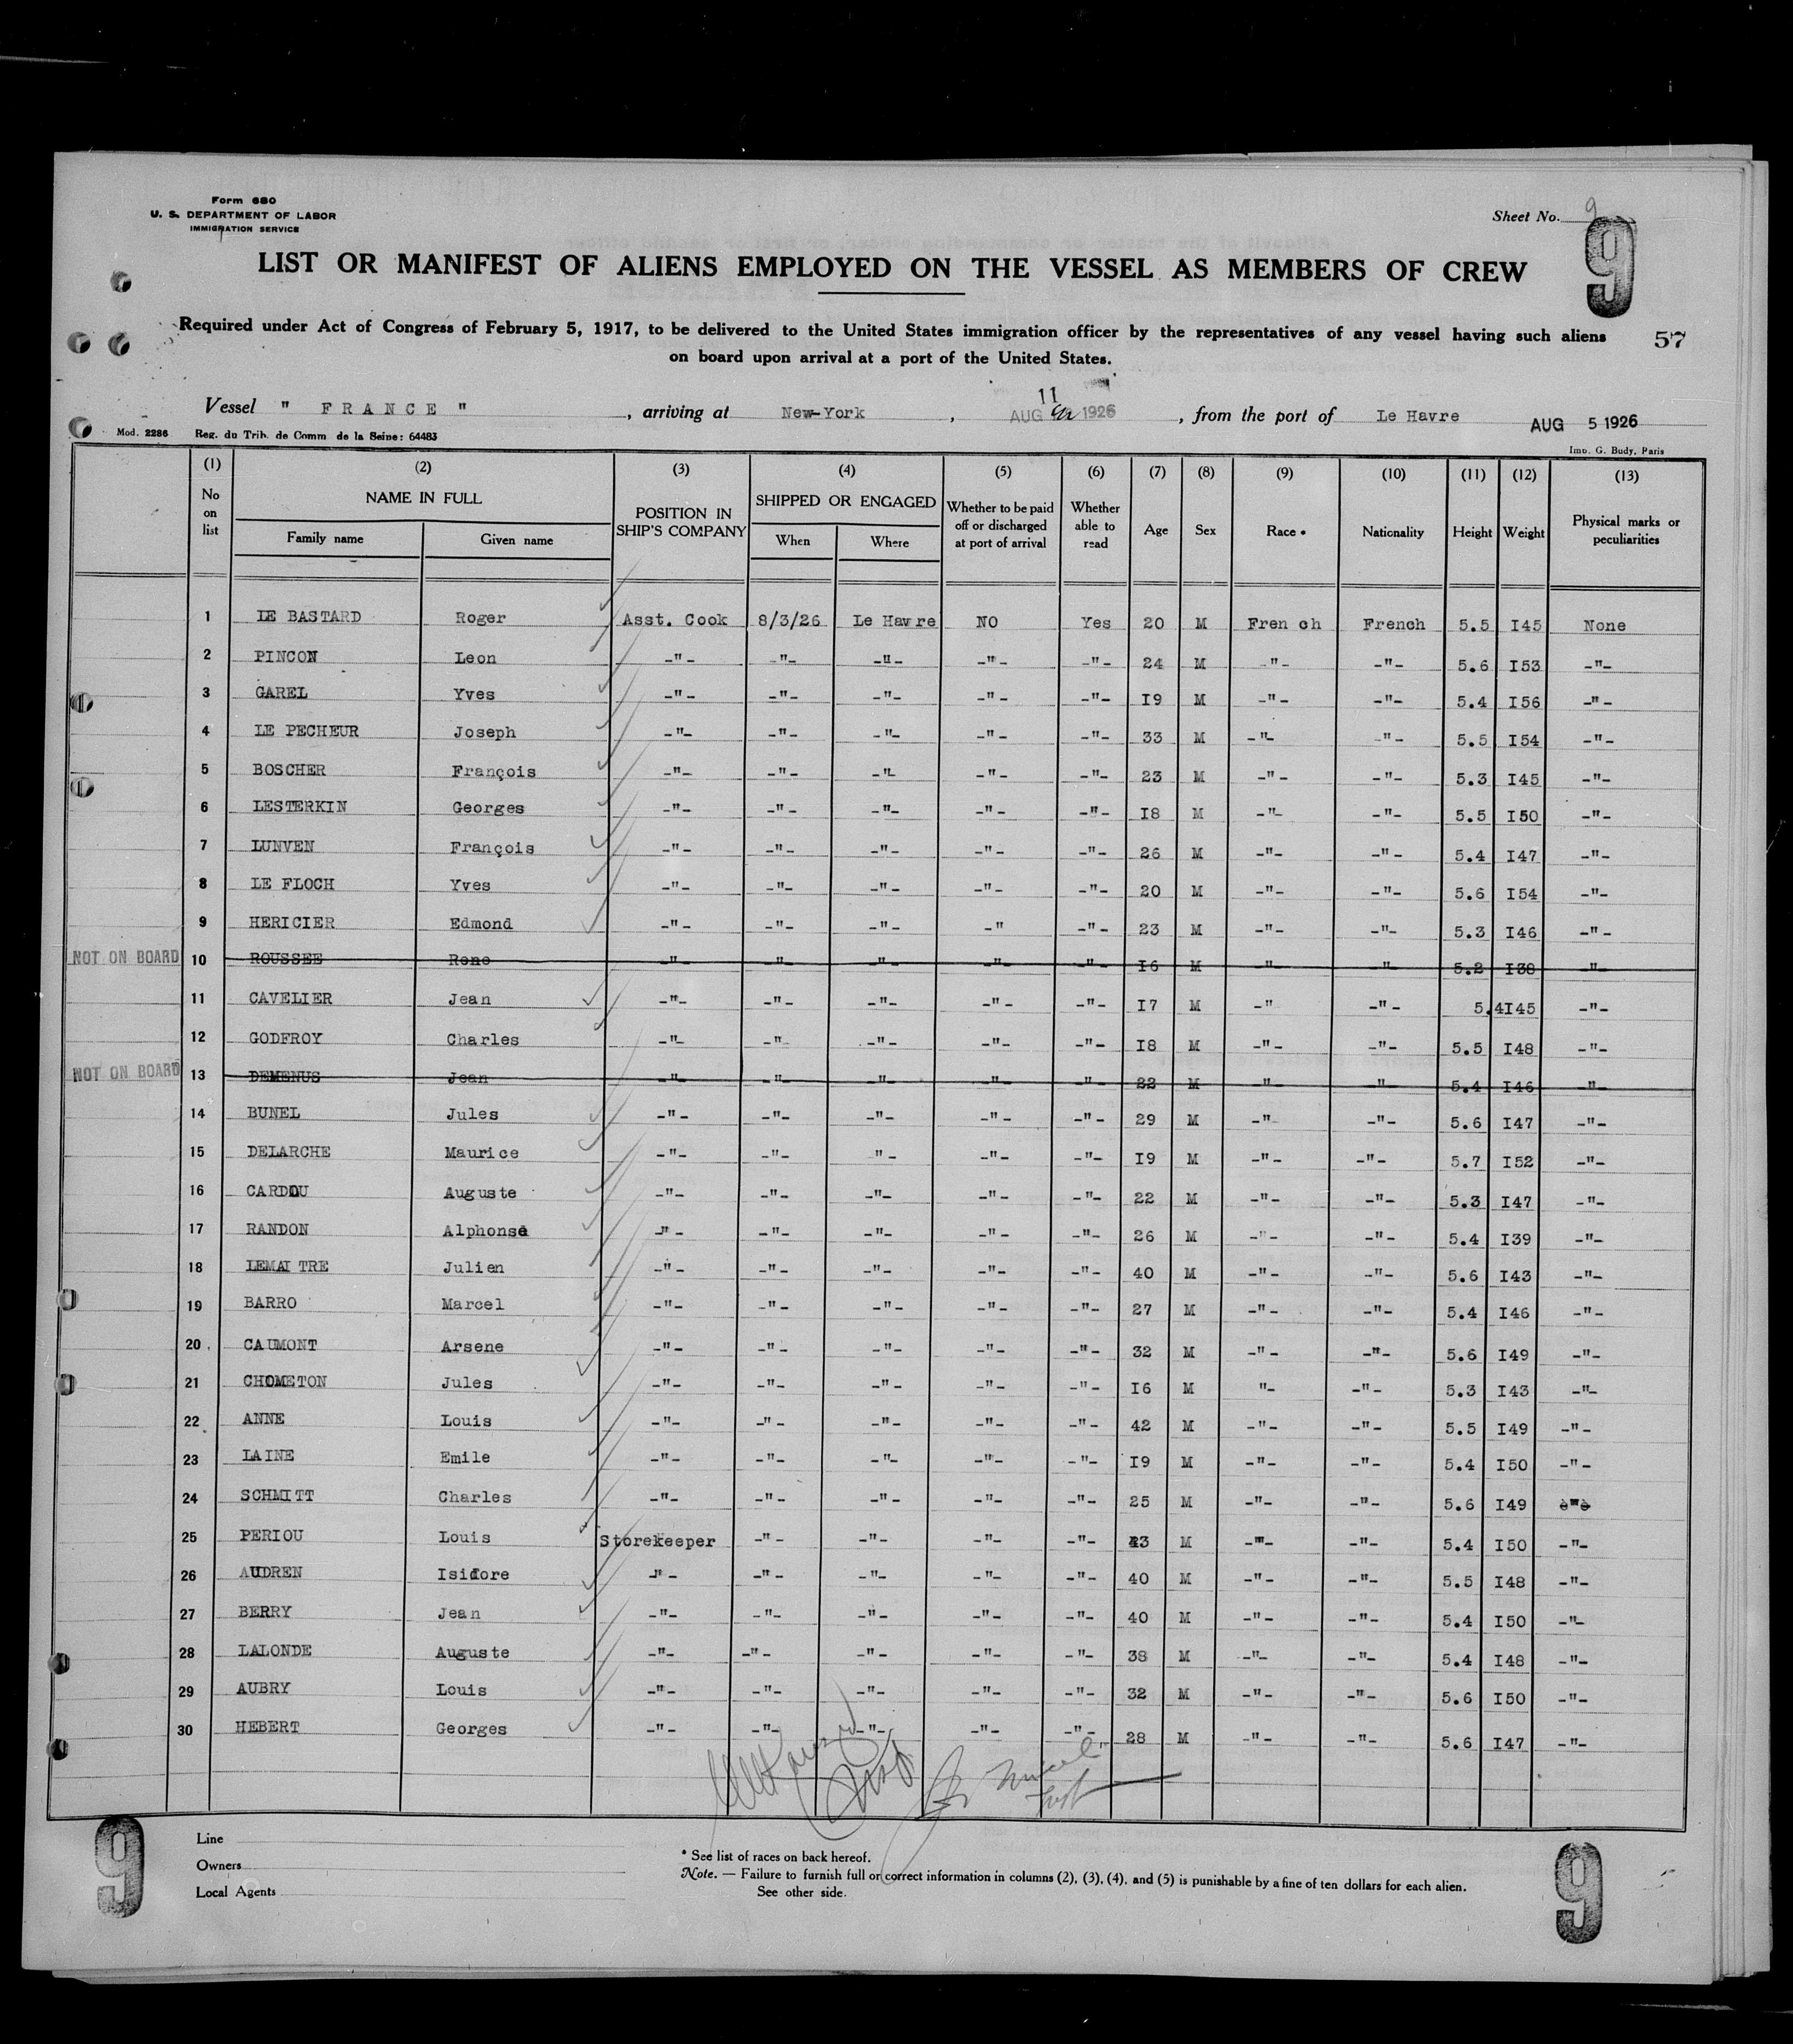 Form 680
U. S. DEPARTMENT OF LABOR
IMMIGRATION SERVICE
Sheet No. 9
9
LIST OR MANIFEST OF ALIENS EMPLOYED ON THE VESSEL AS MEMBERS OF CREW
Required under Act of Congress of February 5, 1917, to be delivered to the United States immigration officer by the representatives of any vessel having such aliens
on board upon arrival at a port of the United States.
57
Vessel " FRANCE " , arriving at New-York , AUG 11 1926 , from the port of Le Havre AUG 5 1926
Mod. 2286 Reg. du Trib. de Comm de la Seine: 64483
Imp. G. Budy, Paris
(1) (2) (3) (4) (5) (6) (7) (8) (9) (10) (11) (12) (13)
No on list NAME IN FULL Family name Given name POSITION IN SHIP'S COMPANY SHIPPED OR ENGAGED When Where Whether to be paid off or discharged at port of arrival Whether able to read Age Sex Race • Nationality Height Weight Physical marks or peculiarities
1 LE BASTARD Roger Asst. Cook 8/3/26 Le Havre NO Yes 20 M Fren ch French 5.5 I45 None
2 PINCON Leon -"- -"- -"- -"- -"- 24 M -"- -"- 5.6 I53 -"-
3 GAREL Yves -"- -"- -"- -"- -"- I9 M -"- -"- 5.4 I56 -"-
4 LE PECHEUR Joseph -"- -"- -"- -"- -"- 33 M -"- -"- 5.5 I54 -"-
5 BOSCHER François -"- -"- -"- -"- -"- 23 M -"- -"- 5.3 I45 -"-
6 LESTERKIN Georges -"- -"- -"- -"- -"- I8 M -"- -"- 5.5 I50 -"-
7 LUNVEN François -"- -"- -"- -"- -"- 26 M -"- -"- 5.4 I47 -"-
8 LE FLOCH Yves -"- -"- -"- -"- -"- 20 M -"- -"- 5.6 I54 -"-
9 HERICIER Edmond -"- -"- -"- -" -"- 23 M -"- -"- 5.3 I46 -"-
NOT ON BOARD 10 ROUSSEE Rene " " " " " I6 M " " 5.2 I38 "
11 CAVELIER Jean -"- -"- -"- -"- -"- I7 M -" -"- 5.4I45 -"-
12 GODFROY Charles -"- -" -"- -"- -"- I8 M -"- -"- 5.5 I48 -"-
NOT ON BOARD 13 DEMENUS Jean " " " " " 22 M " " 5.4 I46 "
14 BUNEL Jules -"- -"- -"- -"- -"- 29 M -"- -"- 5.6 I47 -"-
15 DELARCHE Maurice -"- -"- "- -"- -"- I9 M -"- -"- 5.7 I52 -"-
16 CARDOU Auguste -"- -"- -"- -"- -"- 22 M -"- -"- 5.3 I47 -"-
17 RANDON Alphonse -"- -"- -"- -"- -"- 26 M -"- -"- 5.4 I39 -"-
18 LEMAI TRE Julien -"- -"- -"- -"- -"- 40 M -"- -"- 5.6 I43 -"-
19 BARRO Marcel -"- -"- -"- -"- -"- 27 M -"- -"- 5.4 I46 -"-
20 CAUMONT Arsene -"- -"- -"- -"- -"- 32 M -"- -"- 5.6 I49 -"-
21 CHOMETON Jules -"- -"- -"- -"- -"- I6 M "- -"- 5.3 I43 -"-
22 ANNE Louis -"- -"- -"- -"- -"- 42 M -"- -"- 5.5 I49 -"-
23 LAINE Emile -"- -"- -"- -"- -"- I9 M -"- -"- 5.4 I50 -"-
24 SCHMITT Charles -"- -"- -"- -"- -"- 25 M -"- -"- 5.6 I49
25 PERIOU Louis Storekeeper -"- -"- -"- -"- 43 M -"- -"- 5.4 I50 -"-
26 AUDREN Isidore -"- -"- -"- -"- -"- 40 M -"- -"- 5.5 I48 -"-
27 BERRY Jean -"- -"- -"- -"- -"- 40 M -"- -"- 5.4 I50 -"-
28 LALONDE Auguste -"- -"- -"- -"- -"- 38 M -"- -"- 5.4 I48 -"-
29 AUBRY Louis -"- -"- -"- -"- -"- 32 M -"- -"- 5.6 I50 -"-
30 HEBERT Georges -"- -"- -"- -"- -"- 28 M -"- -"- 5.6 I47 -"-
9
9
Line
Owners
Local Agents
* See list of races on back hereof.
Note. — Failure to furnish full or correct information in columns (2), (3), (4), and (5) is punishable by a fine of ten dollars for each alien.
See other side.